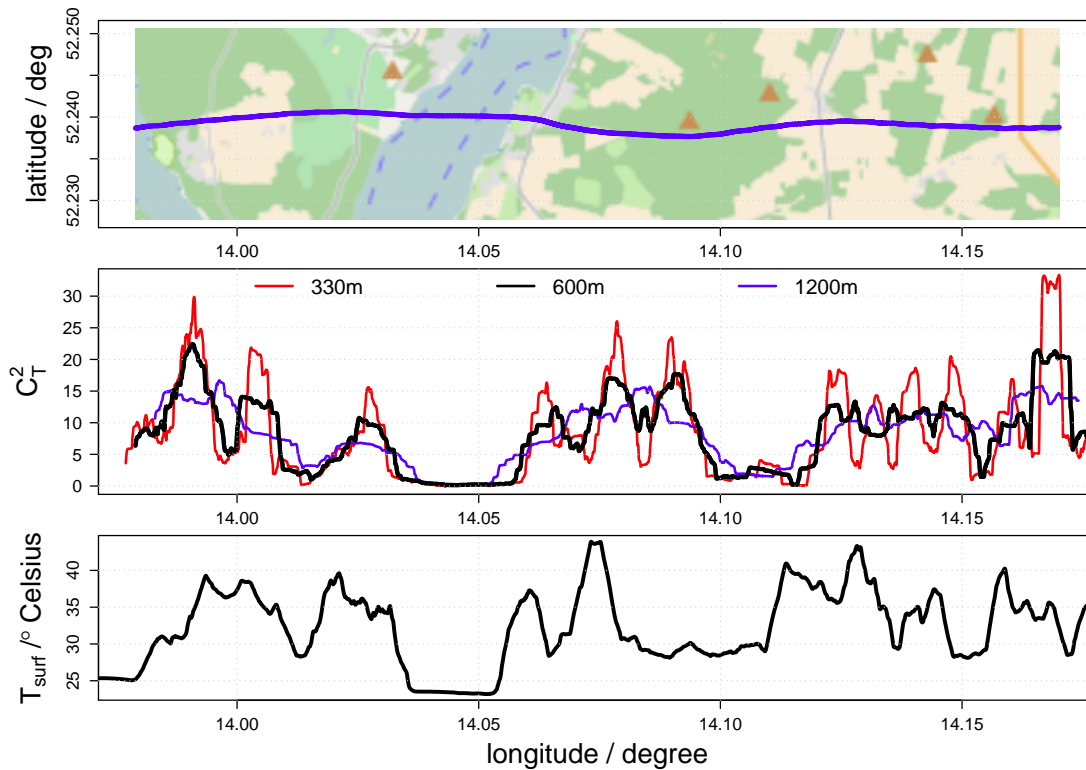 latitude / deg
52.250
52.240
52.230
14.00 14.05 14.10 14.15
330m 600m 1200m
C_T^2
30
25
20
15
10
5
0
14.00 14.05 14.10 14.15
T_surf /° Celsius
40
35
30
25
14.00 14.05 14.10 14.15
longitude / degree